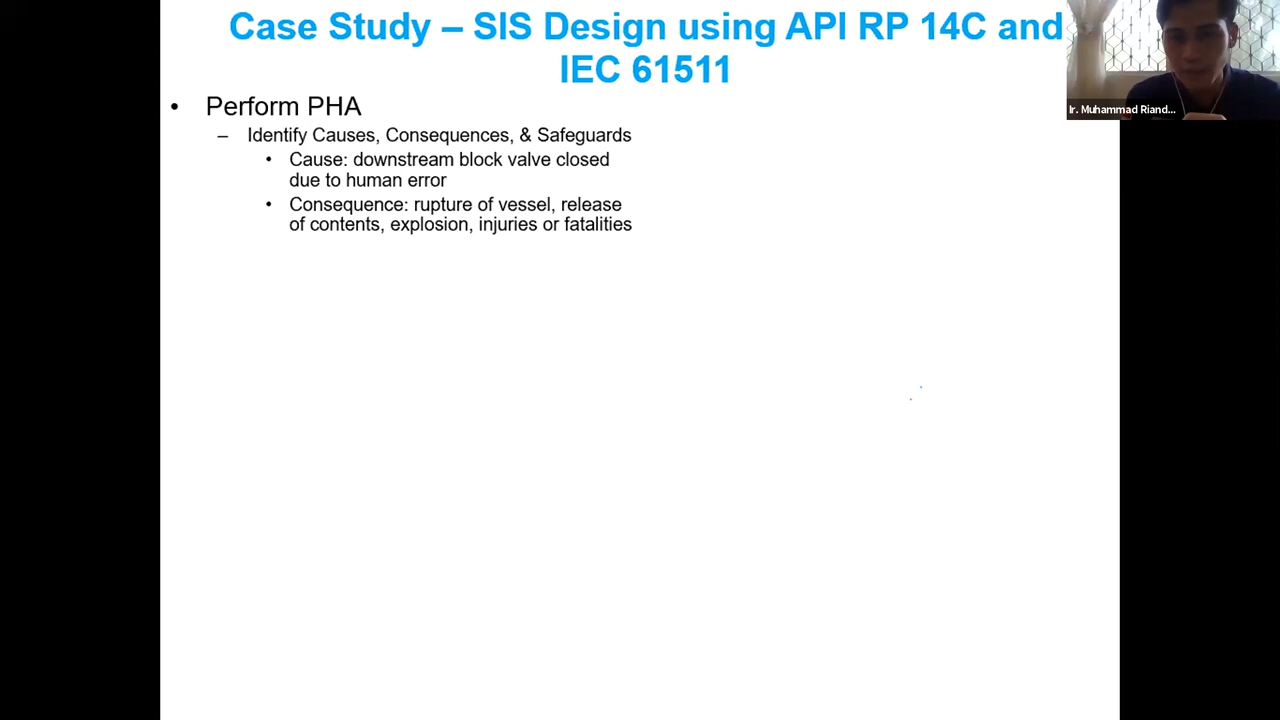 Case Study – SIS Design using API RP 14C and
IEC 61511
Ir. Muhammad Riand...
• Perform PHA
– Identify Causes, Consequences, & Safeguards
• Cause: downstream block valve closed
due to human error
• Consequence: rupture of vessel, release
of contents, explosion, injuries or fatalities